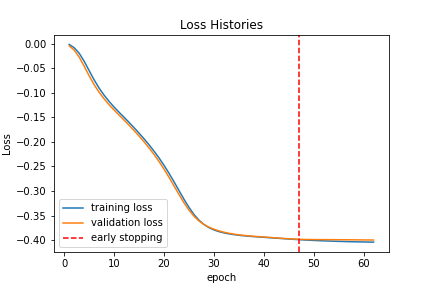 Loss Histories
0.00
−0.05
−0.10
−0.15
−0.20
−0.25
−0.30
−0.35
−0.40
Loss
training loss
validation loss
early stopping
0 10 20 30 40 50 60
epoch